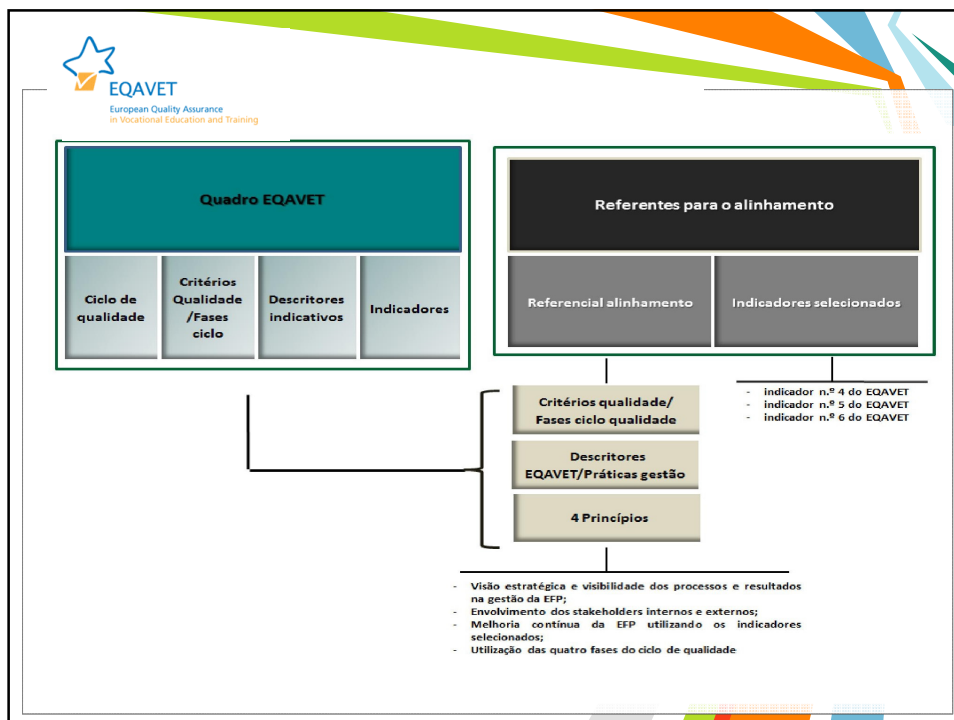 EQAVET
European Quality Assurance
in Vocational Education and Training
Quadro EQAVET
Ciclo de
qualidade
Critérios
Qualidade
/Fases
ciclo
Descritores
indicativos
Indicadores
Referentes para o alinhamento
Referencial alinhamento
Indicadores selecionados
- indicador n.º 4 do EQAVET
- indicador n.º 5 do EQAVET
- indicador n.º 6 do EQAVET
Critérios qualidade/
Fases ciclo qualidade
Descritores
EQAVET/Práticas gestão
4 Princípios
- Visão estratégica e visibilidade dos processos e resultados
na gestão da EFP;
- Envolvimento dos stakeholders internos e externos;
- Melhoria contínua da EFP utilizando os indicadores
selecionados;
- Utilização das quatro fases do ciclo de qualidade